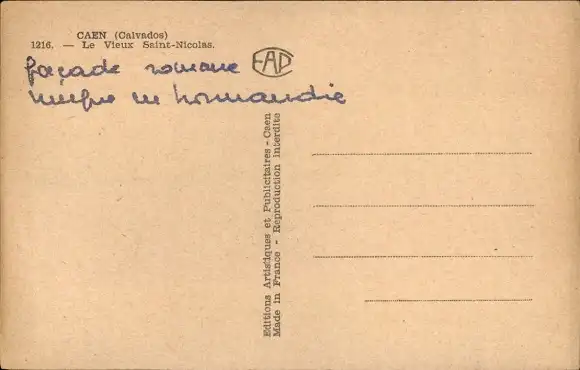 CAEN (Calvados)
1216. — Le Vieux Saint-Nicolas.
façade romane
unique en Normandie
EAPC
Editions Artistiques et Publicitaires - Caen
Made in France - Reproduction interdite